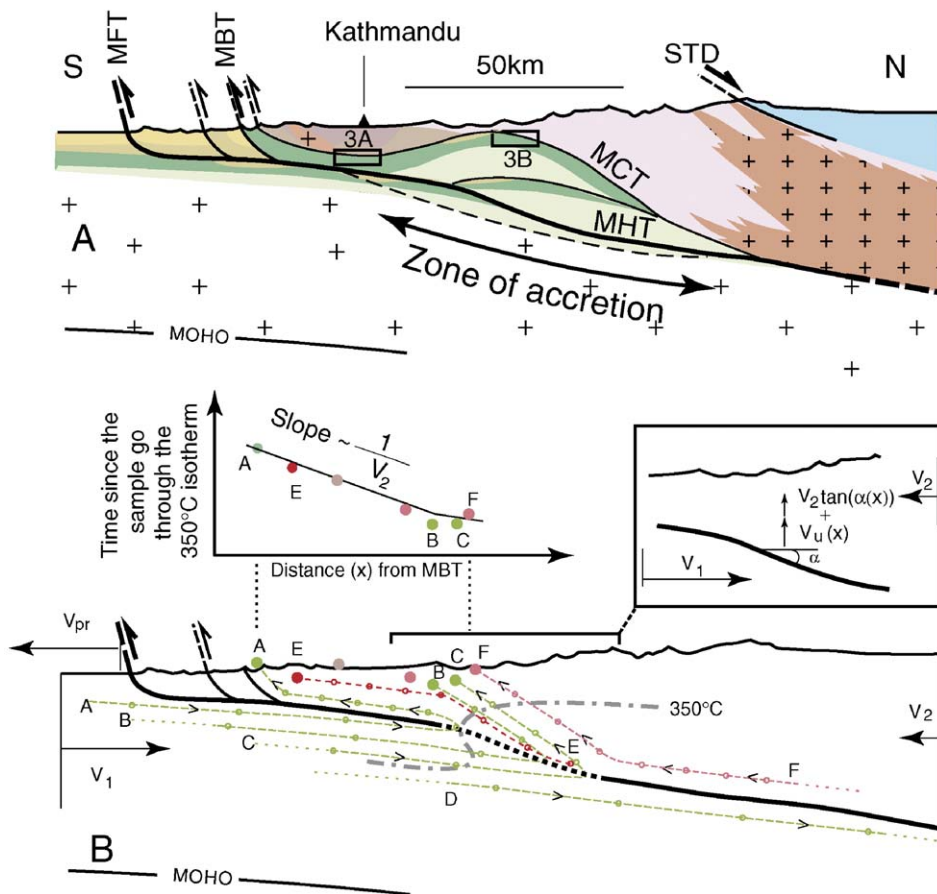 S
MFT
MBT
Kathmandu
50km
STD
N
3A
3B
MCT
MHT
A
Zone of accretion
MOHO
Time since the
sample go
through the
350°C isotherm
Slope ~ 1
V2
A
E
F
B
C
Distance (x) from MBT
V2
V2tan(α(x))
+
Vu(x)
α
V1
Vpr
A
E
C
F
B
350°C
V2
A
B
C
E
F
V1
D
B
MOHO